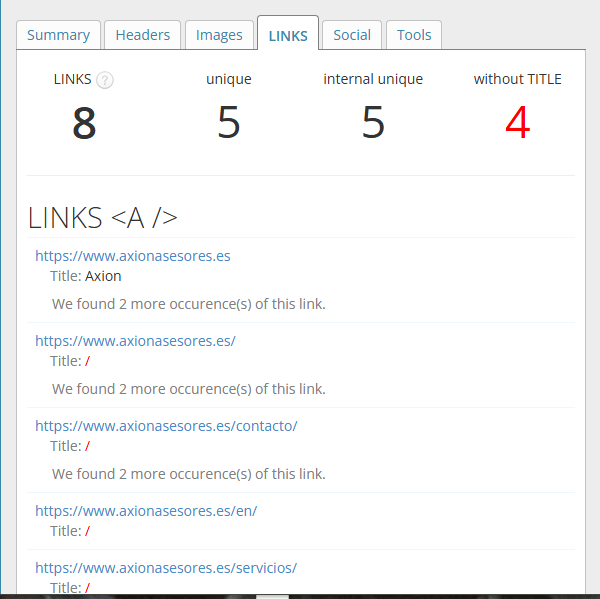 Summary Headers Images LINKS Social Tools
LINKS ? unique internal unique without TITLE
8 5 5 4
LINKS <A />
https://www.axionasesores.es
Title: Axion
We found 2 more occurence(s) of this link.
https://www.axionasesores.es/
Title: /
We found 2 more occurence(s) of this link.
https://www.axionasesores.es/contacto/
Title: /
We found 2 more occurence(s) of this link.
https://www.axionasesores.es/en/
Title: /
https://www.axionasesores.es/servicios/
Title: /